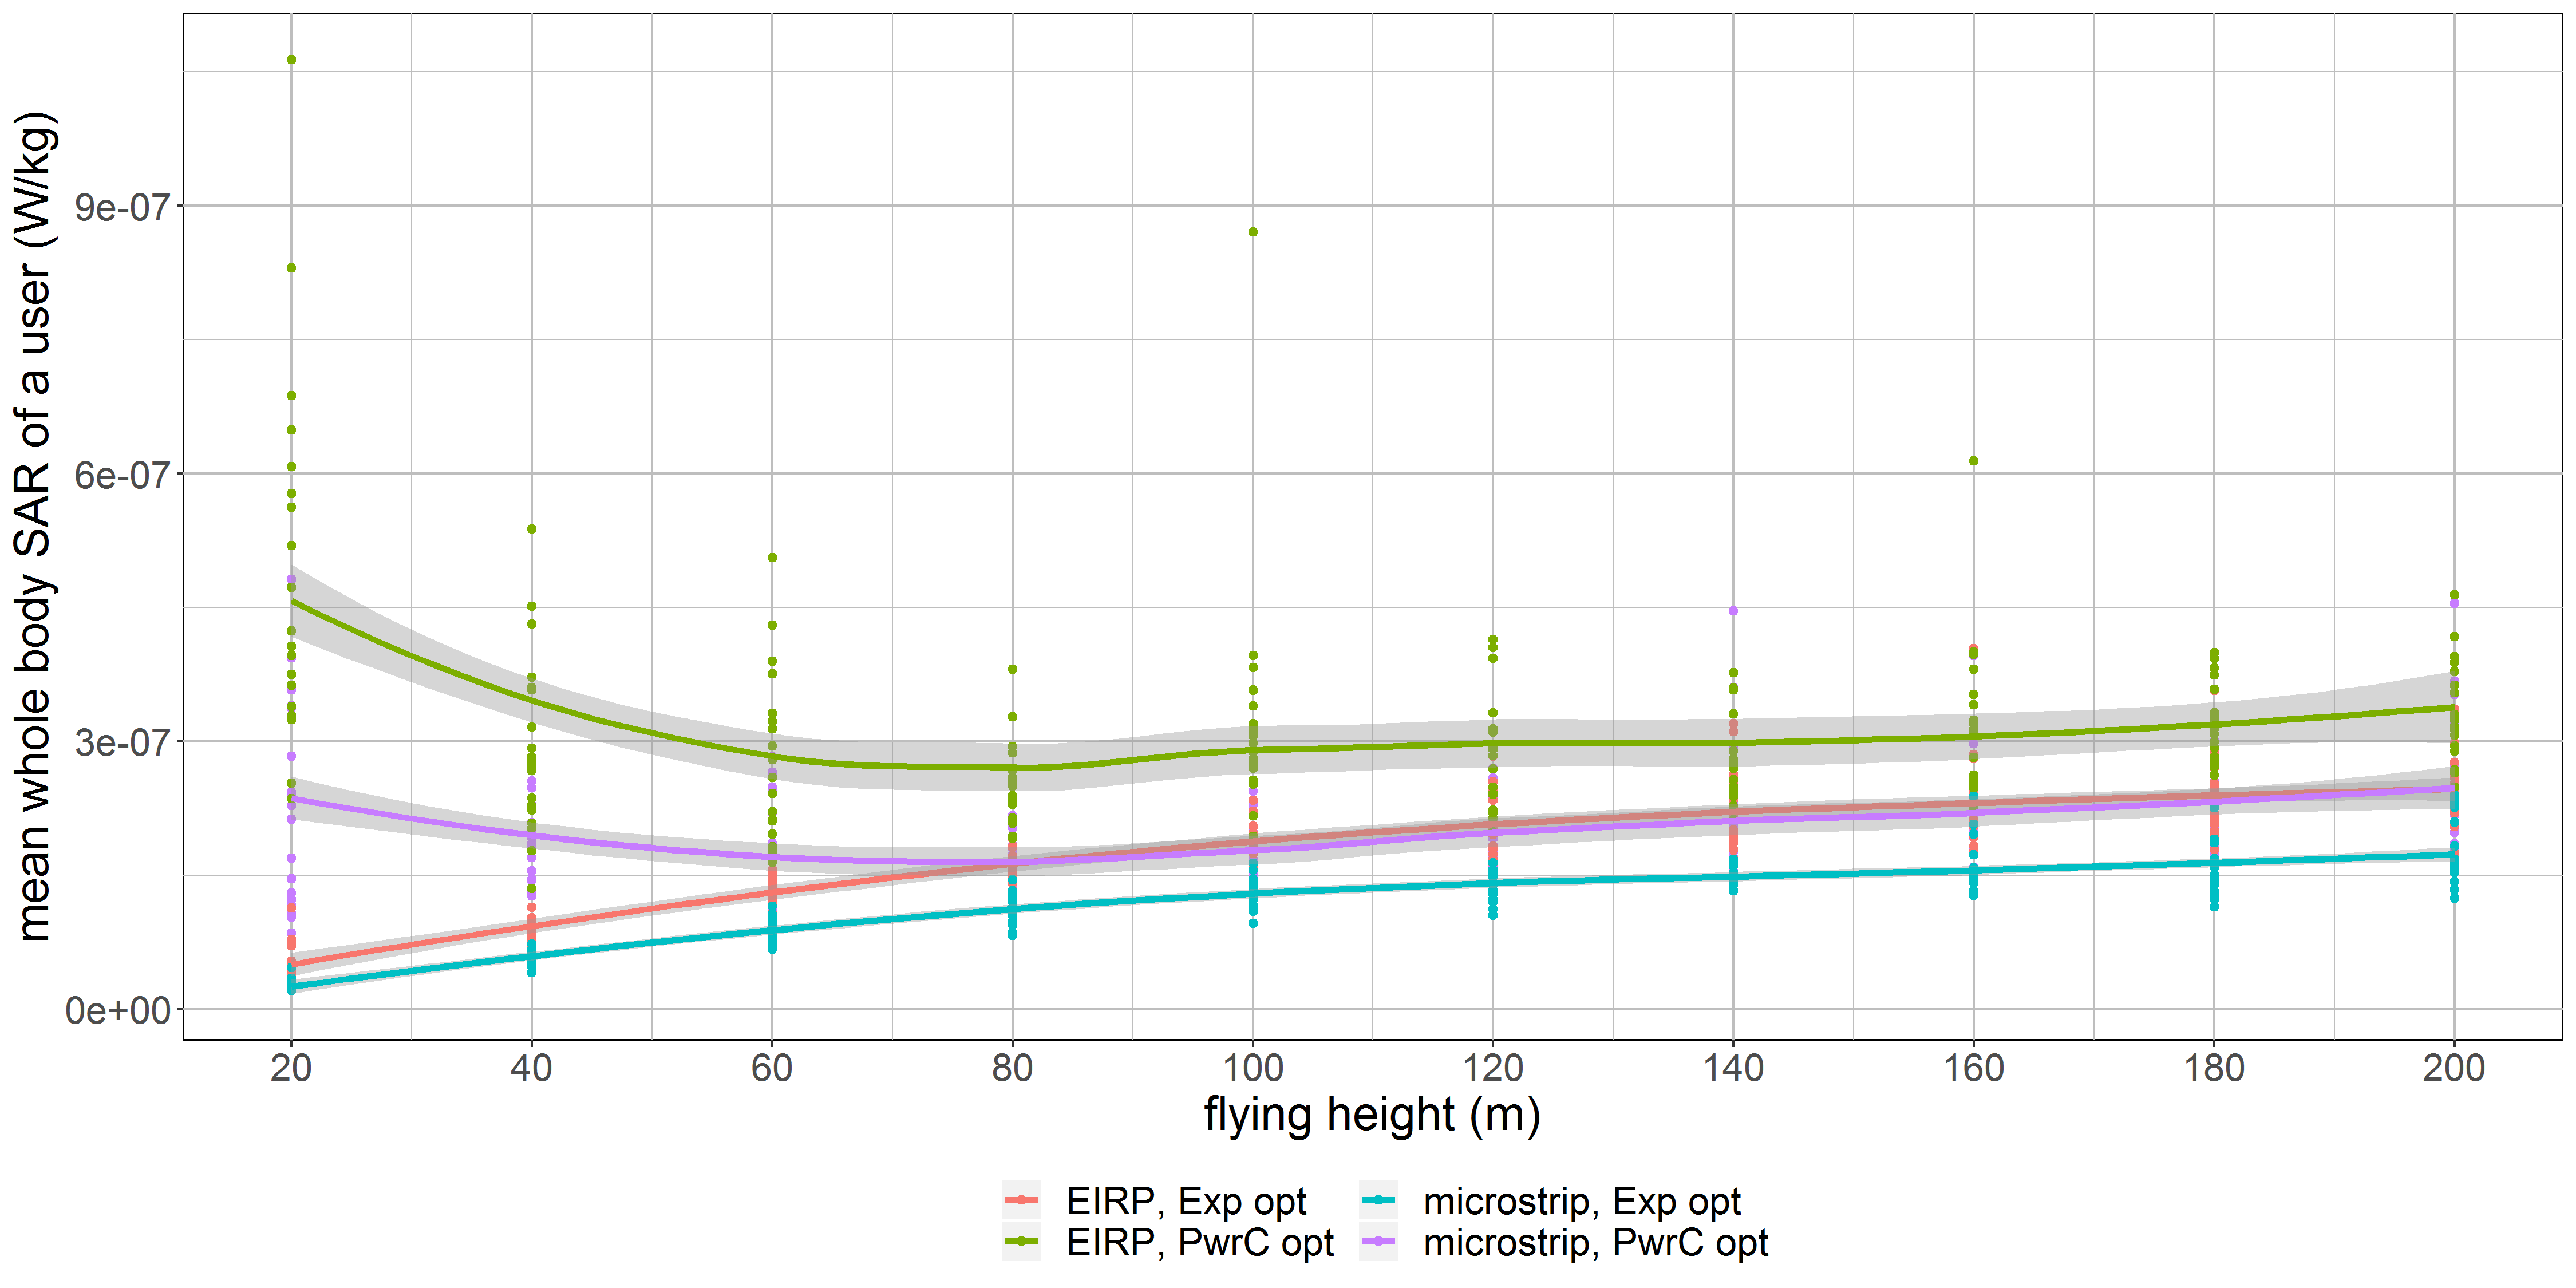 mean whole body SAR of a user (W/kg)
9e-07
6e-07
3e-07
0e+00
20 40 60 80 100 120 140 160 180 200
flying height (m)
EIRP, Exp opt microstrip, Exp opt
EIRP, PwrC opt microstrip, PwrC opt